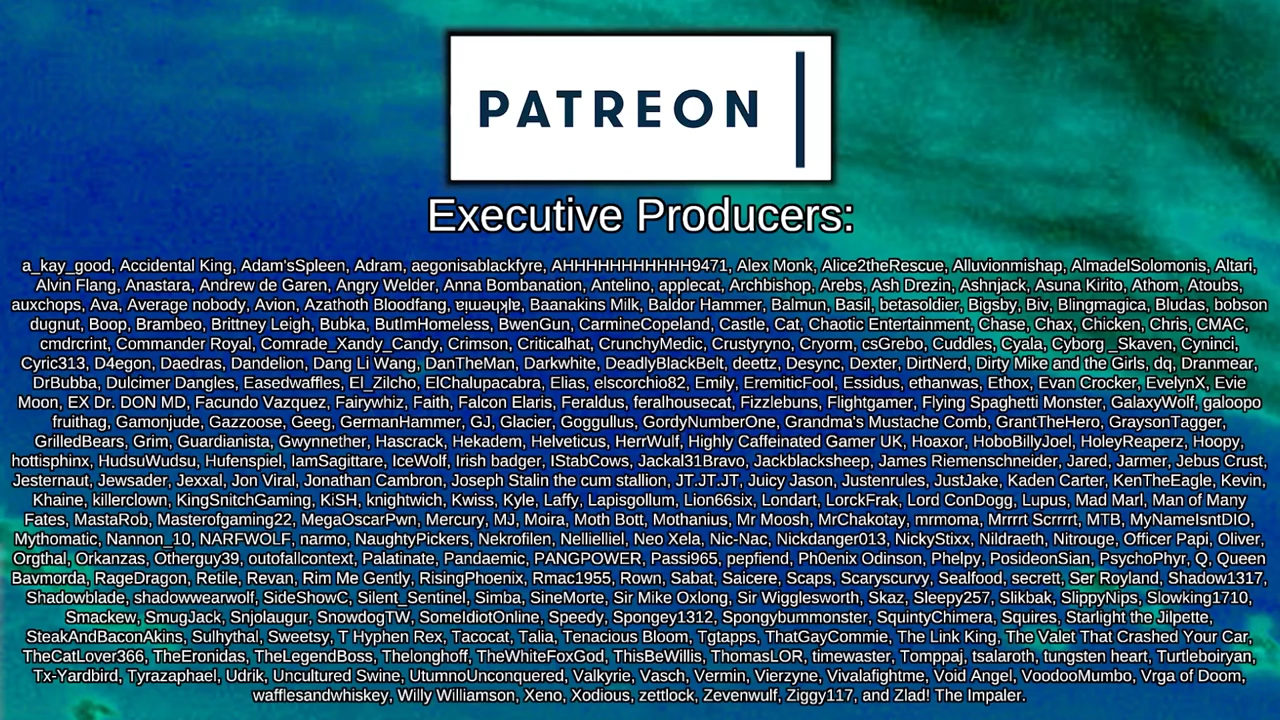 PATREON
Executive Producers:
a_kay_good, Accidental King, Adam'sSpleen, Adram, aegonisablackfyre, AHHHHHHHHHHH9471, Alex Monk, Alice2theRescue, Alluvionmishap, AlmadelSolomonis, Altari,
Alvin Flang, Anastara, Andrew de Garen, Angry Welder, Anna Bombanation, Antelino, applecat, Archbishop, Arebs, Ash Drezin, Ashnjack, Asuna Kirito, Athom, Atoubs,
auxchops, Ava, Average nobody, Avion, Azathoth Bloodfang, Baanakins Milk, Baldor Hammer, Balmun, Basil, betasoldier, Bigsby, Biv, Blingmagica, Bludas, bobson
dugnut, Boop, Brambeo, Brittney Leigh, Bubka, ButImHomeless, BwenGun, CarmineCopeland, Castle, Cat, Chaotic Entertainment, Chase, Chax, Chicken, Chris, CMAC,
cmdrcrint, Commander Royal, Comrade_Xandy_Candy, Crimson, Criticalhat, CrunchyMedic, Crustyryno, Cryorm, csGrebo, Cuddles, Cyala, Cyborg _Skaven, Cyninci,
Cyric313, D4egon, Daedras, Dandelion, Dang Li Wang, DanTheMan, Darkwhite, DeadlyBlackBelt, deettz, Desync, Dexter, DirtNerd, Dirty Mike and the Girls, dq, Dranmear,
DrBubba, Dulcimer Dangles, Easedwaffles, El_Zilcho, ElChalupacabra, Elias, elscorchio82, Emily, EremiticFool, Essidus, ethanwas, Ethox, Evan Crocker, EvelynX, Evie
Moon, EX Dr. DON MD, Facundo Vazquez, Fairywhiz, Faith, Falcon Elaris, Feraldus, feralhousecat, Fizzlebuns, Flightgamer, Flying Spaghetti Monster, GalaxyWolf, galoopo
fruithag, Gamonjude, Gazzoose, Geeg, GermanHammer, GJ, Glacier, Goggullus, GordyNumberOne, Grandma's Mustache Comb, GrantTheHero, GraysonTagger,
GrilledBears, Grim, Guardianista, Gwynnether, Hascrack, Hekadem, Helveticus, HerrWulf, Highly Caffeinated Gamer UK, Hoaxor, HoboBillyJoel, HoleyReaperz, Hoopy,
hottisphinx, HudsuWudsu, Hufenspiel, IamSagittare, IceWolf, Irish badger, IStabCows, Jackal31Bravo, Jackblacksheep, James Riemenschneider, Jared, Jarmer, Jebus Crust,
Jesternaut, Jewsader, Jexxal, Jon Viral, Jonathan Cambron, Joseph Stalin the cum stallion, JT.JT.JT, Juicy Jason, Justenrules, JustJake, Kaden Carter, KenTheEagle, Kevin,
Khaine, killerclown, KingSnitchGaming, KiSH, knightwich, Kwiss, Kyle, Laffy, Lapisgollum, Lion66six, Londart, LorckFrak, Lord ConDogg, Lupus, Mad Marl, Man of Many
Fates, MastaRob, Masterofgaming22, MegaOscarPwn, Mercury, MJ, Moira, Moth Bott, Mothanius, Mr Moosh, MrChakotay, mrmoma, Mrrrrt Scrrrrt, MTB, MyNameIsntDIO,
Mythomatic, Nannon_10, NARFWOLF, narmo, NaughtyPickers, Nekrofilen, Nellielliel, Neo Xela, Nic-Nac, Nickdanger013, NickyStixx, Nildraeth, Nitrouge, Officer Papi, Oliver,
Orgthal, Orkanzas, Otherguy39, outofallcontext, Palatinate, Pandaemic, PANGPOWER, Passi965, pepfiend, Ph0enix Odinson, Phelpy, PosideonSian, PsychoPhyr, Q, Queen
Bavmorda, RageDragon, Retile, Revan, Rim Me Gently, RisingPhoenix, Rmac1955, Rown, Sabat, Saicere, Scaps, Scaryscurvy, Sealfood, secrett, Ser Royland, Shadow1317,
Shadowblade, shadowwearwolf, SideShowC, Silent_Sentinel, Simba, SineMorte, Sir Mike Oxlong, Sir Wigglesworth, Skaz, Sleepy257, Slikbak, SlippyNips, Slowking1710,
Smackew, SmugJack, Snjolaugur, SnowdogTW, SomeIdiotOnline, Speedy, Spongey1312, Spongybummonster, SquintyChimera, Squires, Starlight the Jilpette,
SteakAndBaconAkins, Sulhythal, Sweetsy, T Hyphen Rex, Tacocat, Talia, Tenacious Bloom, Tgtapps, ThatGayCommie, The Link King, The Valet That Crashed Your Car,
TheCatLover366, TheEronidas, TheLegendBoss, Thelonghoff, TheWhiteFoxGod, ThisBeWillis, ThomasLOR, timewaster, Tomppaj, tsalaroth, tungsten heart, Turtleboiryan,
Tx-Yardbird, Tyrazaphael, Udrik, Uncultured Swine, UtumnoUnconquered, Valkyrie, Vasch, Vermin, Vierzyne, Vivalafightme, Void Angel, VoodooMumbo, Vrga of Doom,
wafflesandwhiskey, Willy Williamson, Xeno, Xodious, zettlock, Zevenwulf, Ziggy117, and Zlad! The Impaler.